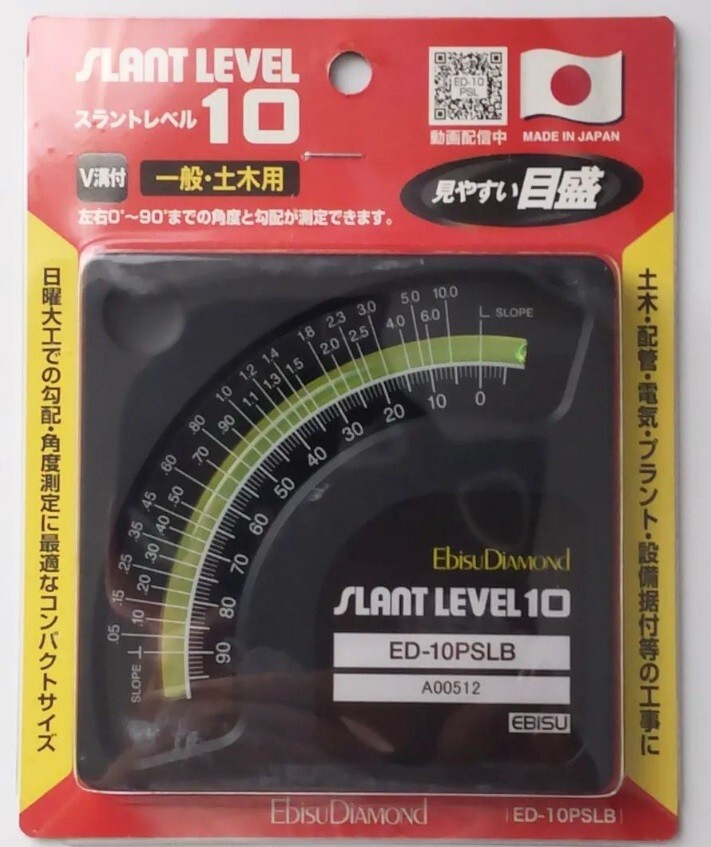 SLANT LEVEL
スラントレベル 10
ED-10
PSL
動画配信中
MADE IN JAPAN
V溝付
一般・土木用
見やすい目盛
左右0°～90°までの角度と勾配が測定できます。
日曜大工での勾配・角度測定に最適なコンパクトサイズ
土木・配管・電気・プラント・設備据付等の工事に
SLOPE
10.0
6.0
5.0
4.0
3.0
2.5
2.3
2.0
1.8
1.5
1.4
1.3
1.2
1.1
1.0
.90
.80
.70
.60
.50
.45
.40
.35
.30
.25
.20
.15
.10
.05
SLOPE
0
10
20
30
40
50
60
70
80
90
EbisuDiamond
SLANT LEVEL 10
ED-10PSLB
A00512
EBISU
EbisuDiamond
ED-10PSLB